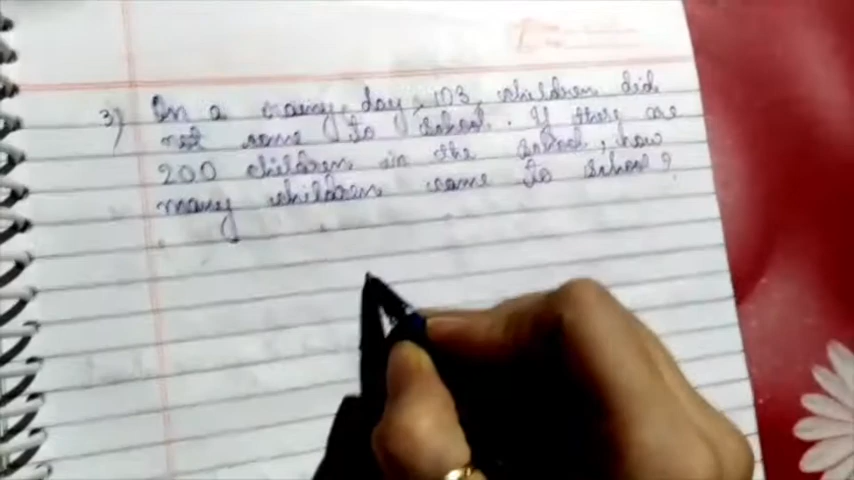 3) On a rainy day, 103, children did
not come to school. If there are
200 children in the school, how
many children came to school?